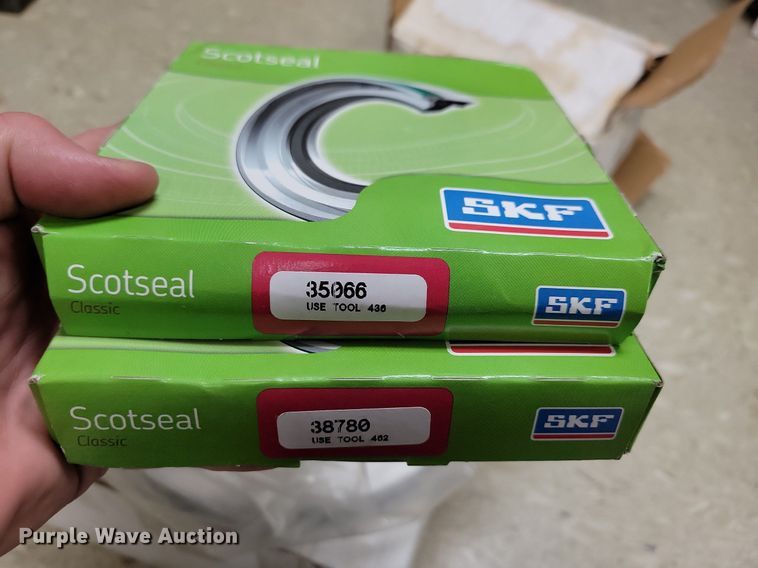 Scotseal
SKF
Scotseal
Classic
35066
USE TOOL 436
SKF
Scotseal
Classic
38780
USE TOOL 462
SKF
Purple Wave Auction